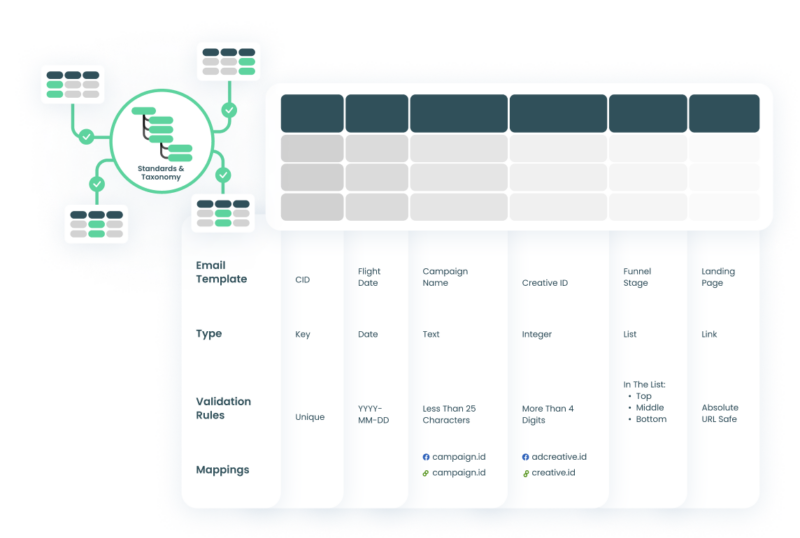 Standards &
Taxonomy
Email
Template
CID
Flight
Date
Campaign
Name
Creative ID
Funnel
Stage
Landing
Page
Type
Key
Date
Text
Integer
List
Link
Validation
Rules
Unique
YYYY-
MM-DD
Less Than 25
Characters
More Than 4
Digits
In The List:
• Top
• Middle
• Bottom
Absolute
URL Safe
Mappings
campaign.id
campaign.id
adcreative.id
creative.id